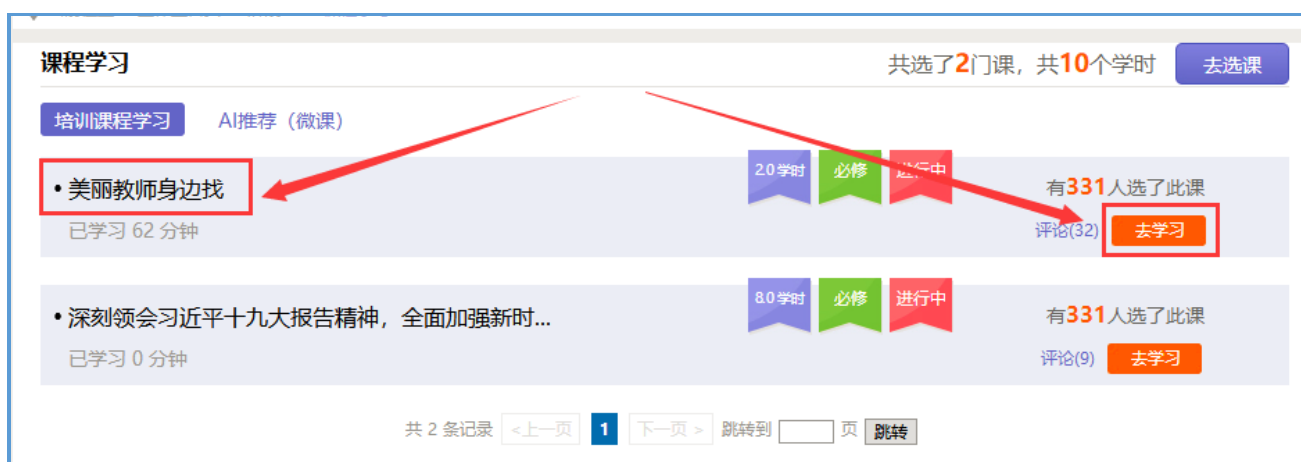 课程学习 共选了2门课，共10个学时 去选课
培训课程学习 AI推荐（微课）
• 美丽教师身边找 2.0学时 必修 进行中 有331人选了此课
已学习 62 分钟 评论(32) 去学习
• 深刻领会习近平十九大报告精神，全面加强新时... 8.0学时 必修 进行中 有331人选了此课
已学习 0 分钟 评论(9) 去学习
共 2 条记录 <上一页 1 下一页 > 跳转到 页 跳转